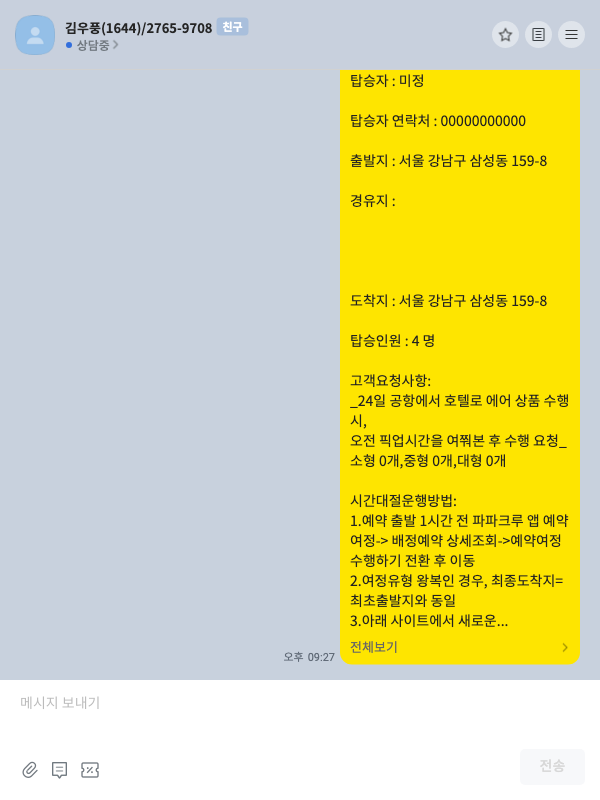 김우풍(1644)/2765-9708 친구
상담중
탑승자 : 미정
탑승자 연락처 : 00000000000
출발지 : 서울 강남구 삼성동 159-8
경유지 :
도착지 : 서울 강남구 삼성동 159-8
탑승인원 : 4 명
고객요청사항:
_24일 공항에서 호텔로 에어 상품 수행
시,
오전 픽업시간을 여쭤본 후 수행 요청_
소형 0개,중형 0개,대형 0개
시간대절운행방법:
1.예약 출발 1시간 전 파파크루 앱 예약
여정-> 배정예약 상세조회->예약여정
수행하기 전환 후 이동
2.여정유형 왕복인 경우, 최종도착지=
최초출발지와 동일
3.아래 사이트에서 새로운...
전체보기
오후 09:27
메시지 보내기
전송